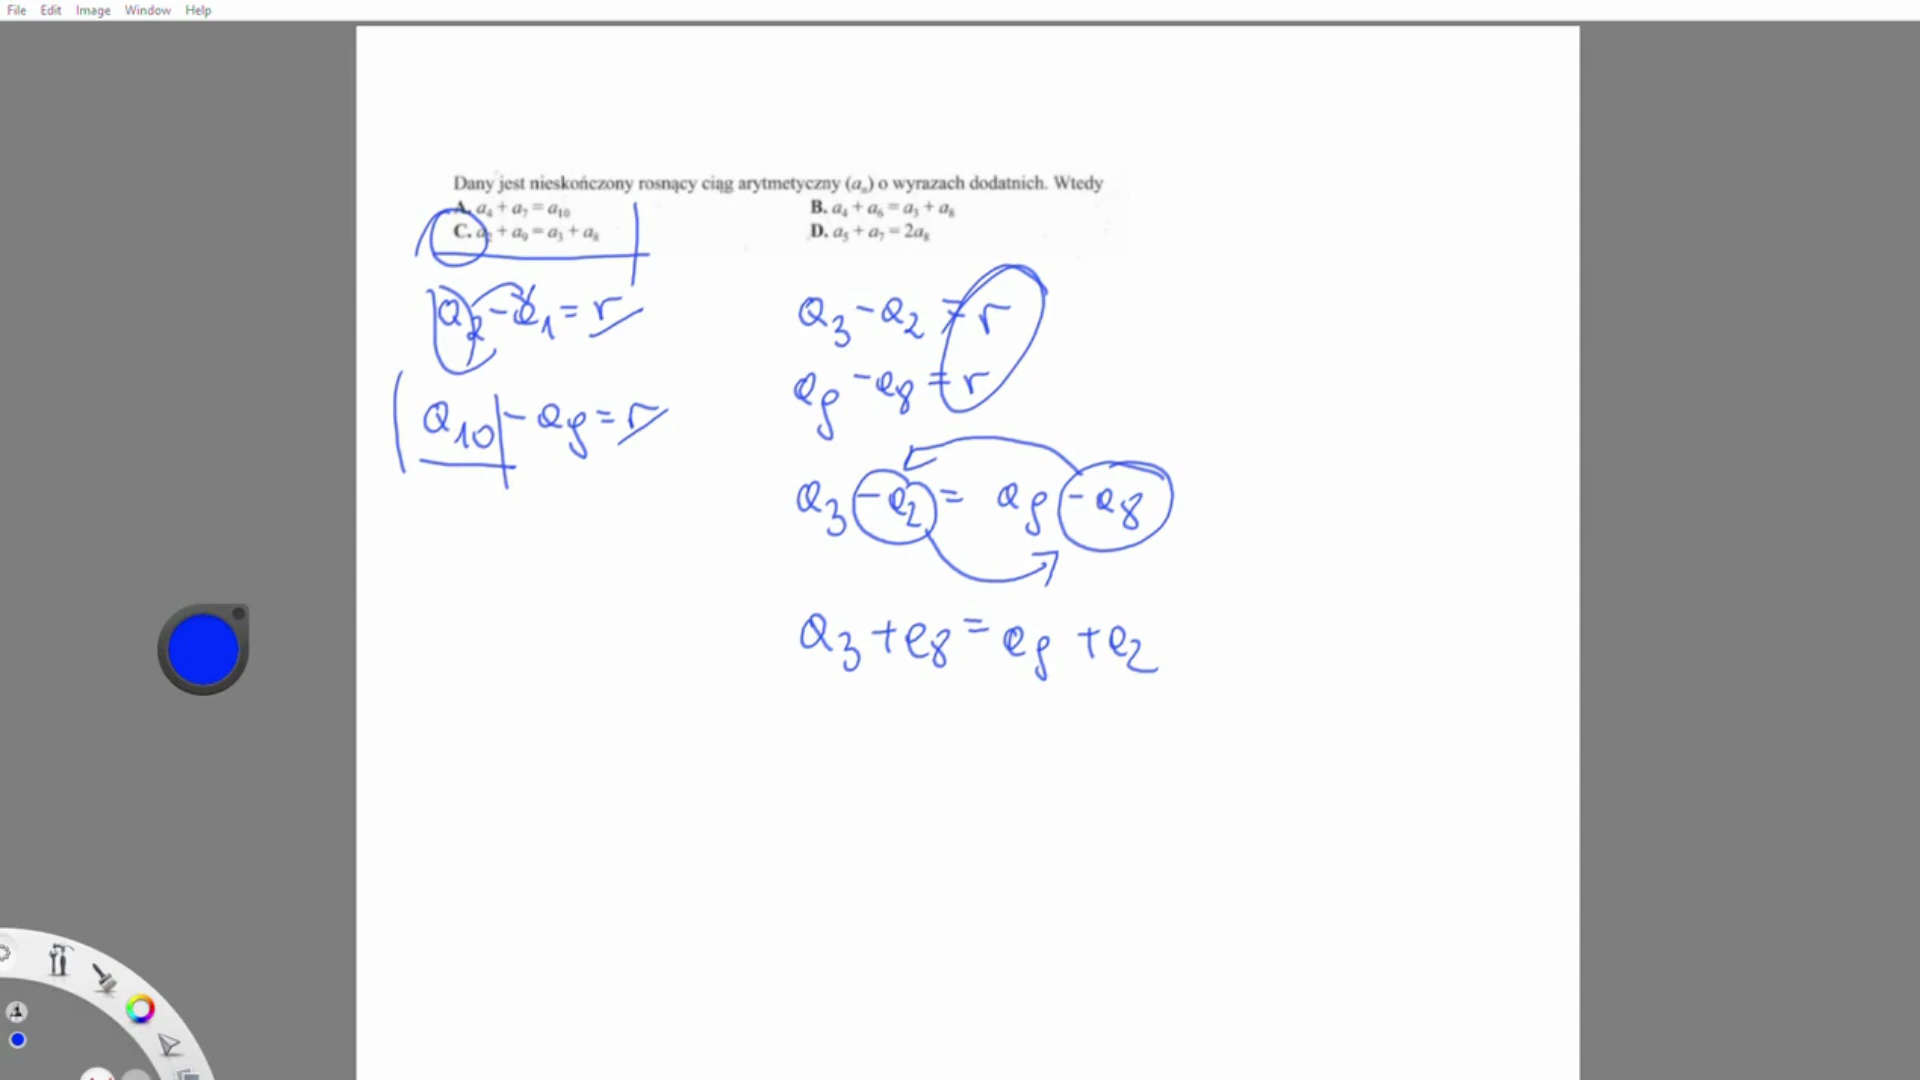 File Edit Image Window Help
Dany jest nieskończony rosnący ciąg arytmetyczny (aₙ) o wyrazach dodatnich. Wtedy
A. a₄ + a₇ = a₁₀ B. a₄ + a₆ = a₃ + a₈
C. a₂ + a₉ = a₃ + a₈ D. a₅ + a₇ = 2a₈
a₂ - a₁ = r
a₁₀ - a₉ = r
a₃ - a₂ = r
a₉ - a₈ = r
a₃ - a₂ = a₉ - a₈
a₃ + a₈ = a₉ + a₂